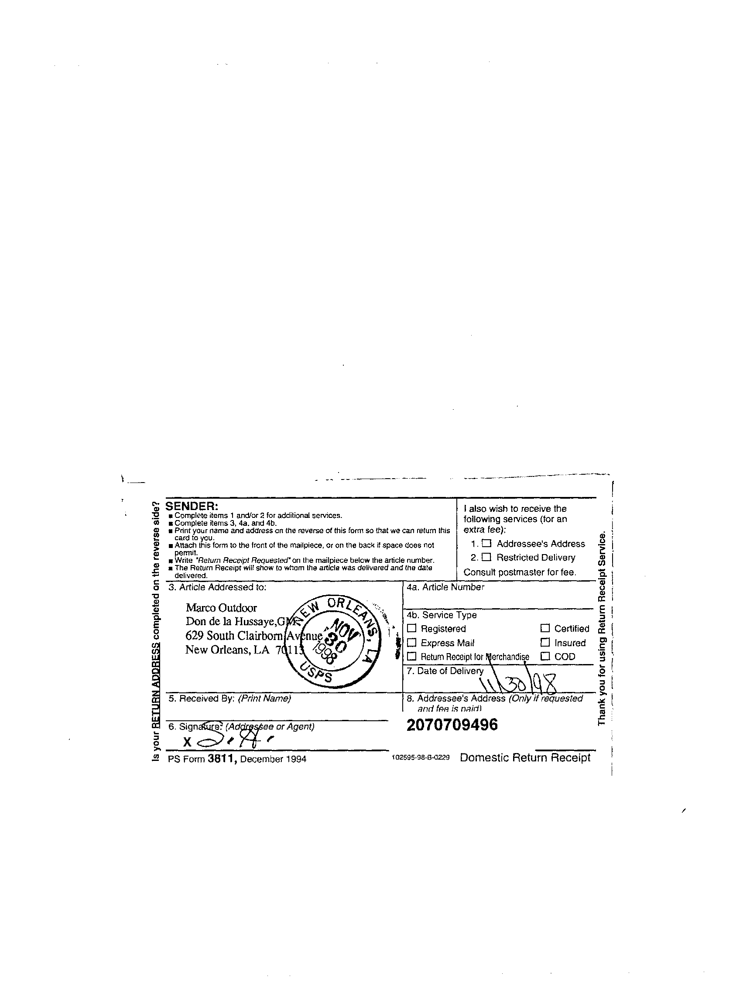 Is your RETURN ADDRESS completed on the reverse side?
SENDER:
■ Complete items 1 and/or 2 for additional services.
■ Complete items 3, 4a, and 4b.
■ Print your name and address on the reverse of this form so that we can return this
card to you.
■ Attach this form to the front of the mailpiece, or on the back if space does not
permit.
■ Write "Return Receipt Requested" on the mailpiece below the article number.
■ The Return Receipt will show to whom the article was delivered and the date
delivered.
I also wish to receive the
following services (for an
extra fee):
1. ☐ Addressee's Address
2. ☐ Restricted Delivery
Consult postmaster for fee.
3. Article Addressed to:
Marco Outdoor
Don de la Hussaye,
629 South Clairborn Avenue
New Orleans, LA 70113
NEW ORLEANS, LA
NOV
30
1998
USPS
4a. Article Number
4b. Service Type
☐ Registered ☐ Certified
☐ Express Mail ☐ Insured
☐ Return Receipt for Merchandise ☐ COD
7. Date of Delivery
11/30/98
5. Received By: (Print Name)
8. Addressee's Address (Only if requested
and fee is paid)
6. Signature: (Addressee or Agent)
X
2070709496
PS Form 3811, December 1994
102595-98-B-0229 Domestic Return Receipt
Thank you for using Return Receipt Service.